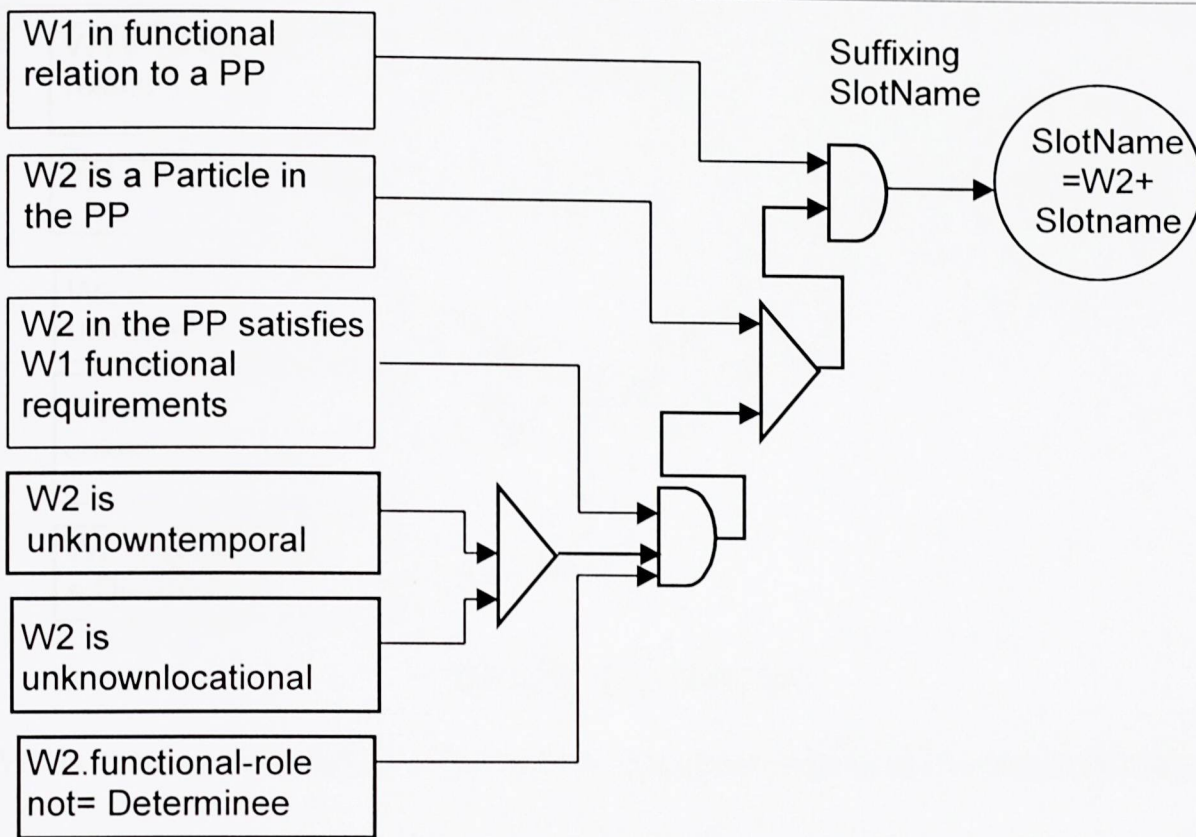 W1 in functional
relation to a PP
W2 is a Particle in
the PP
W2 in the PP satisfies
W1 functional
requirements
W2 is
unknowntemporal
W2 is
unknownlocational
W2.functional-role
not= Determinee
Suffixing
SlotName
SlotName
=W2+
Slotname